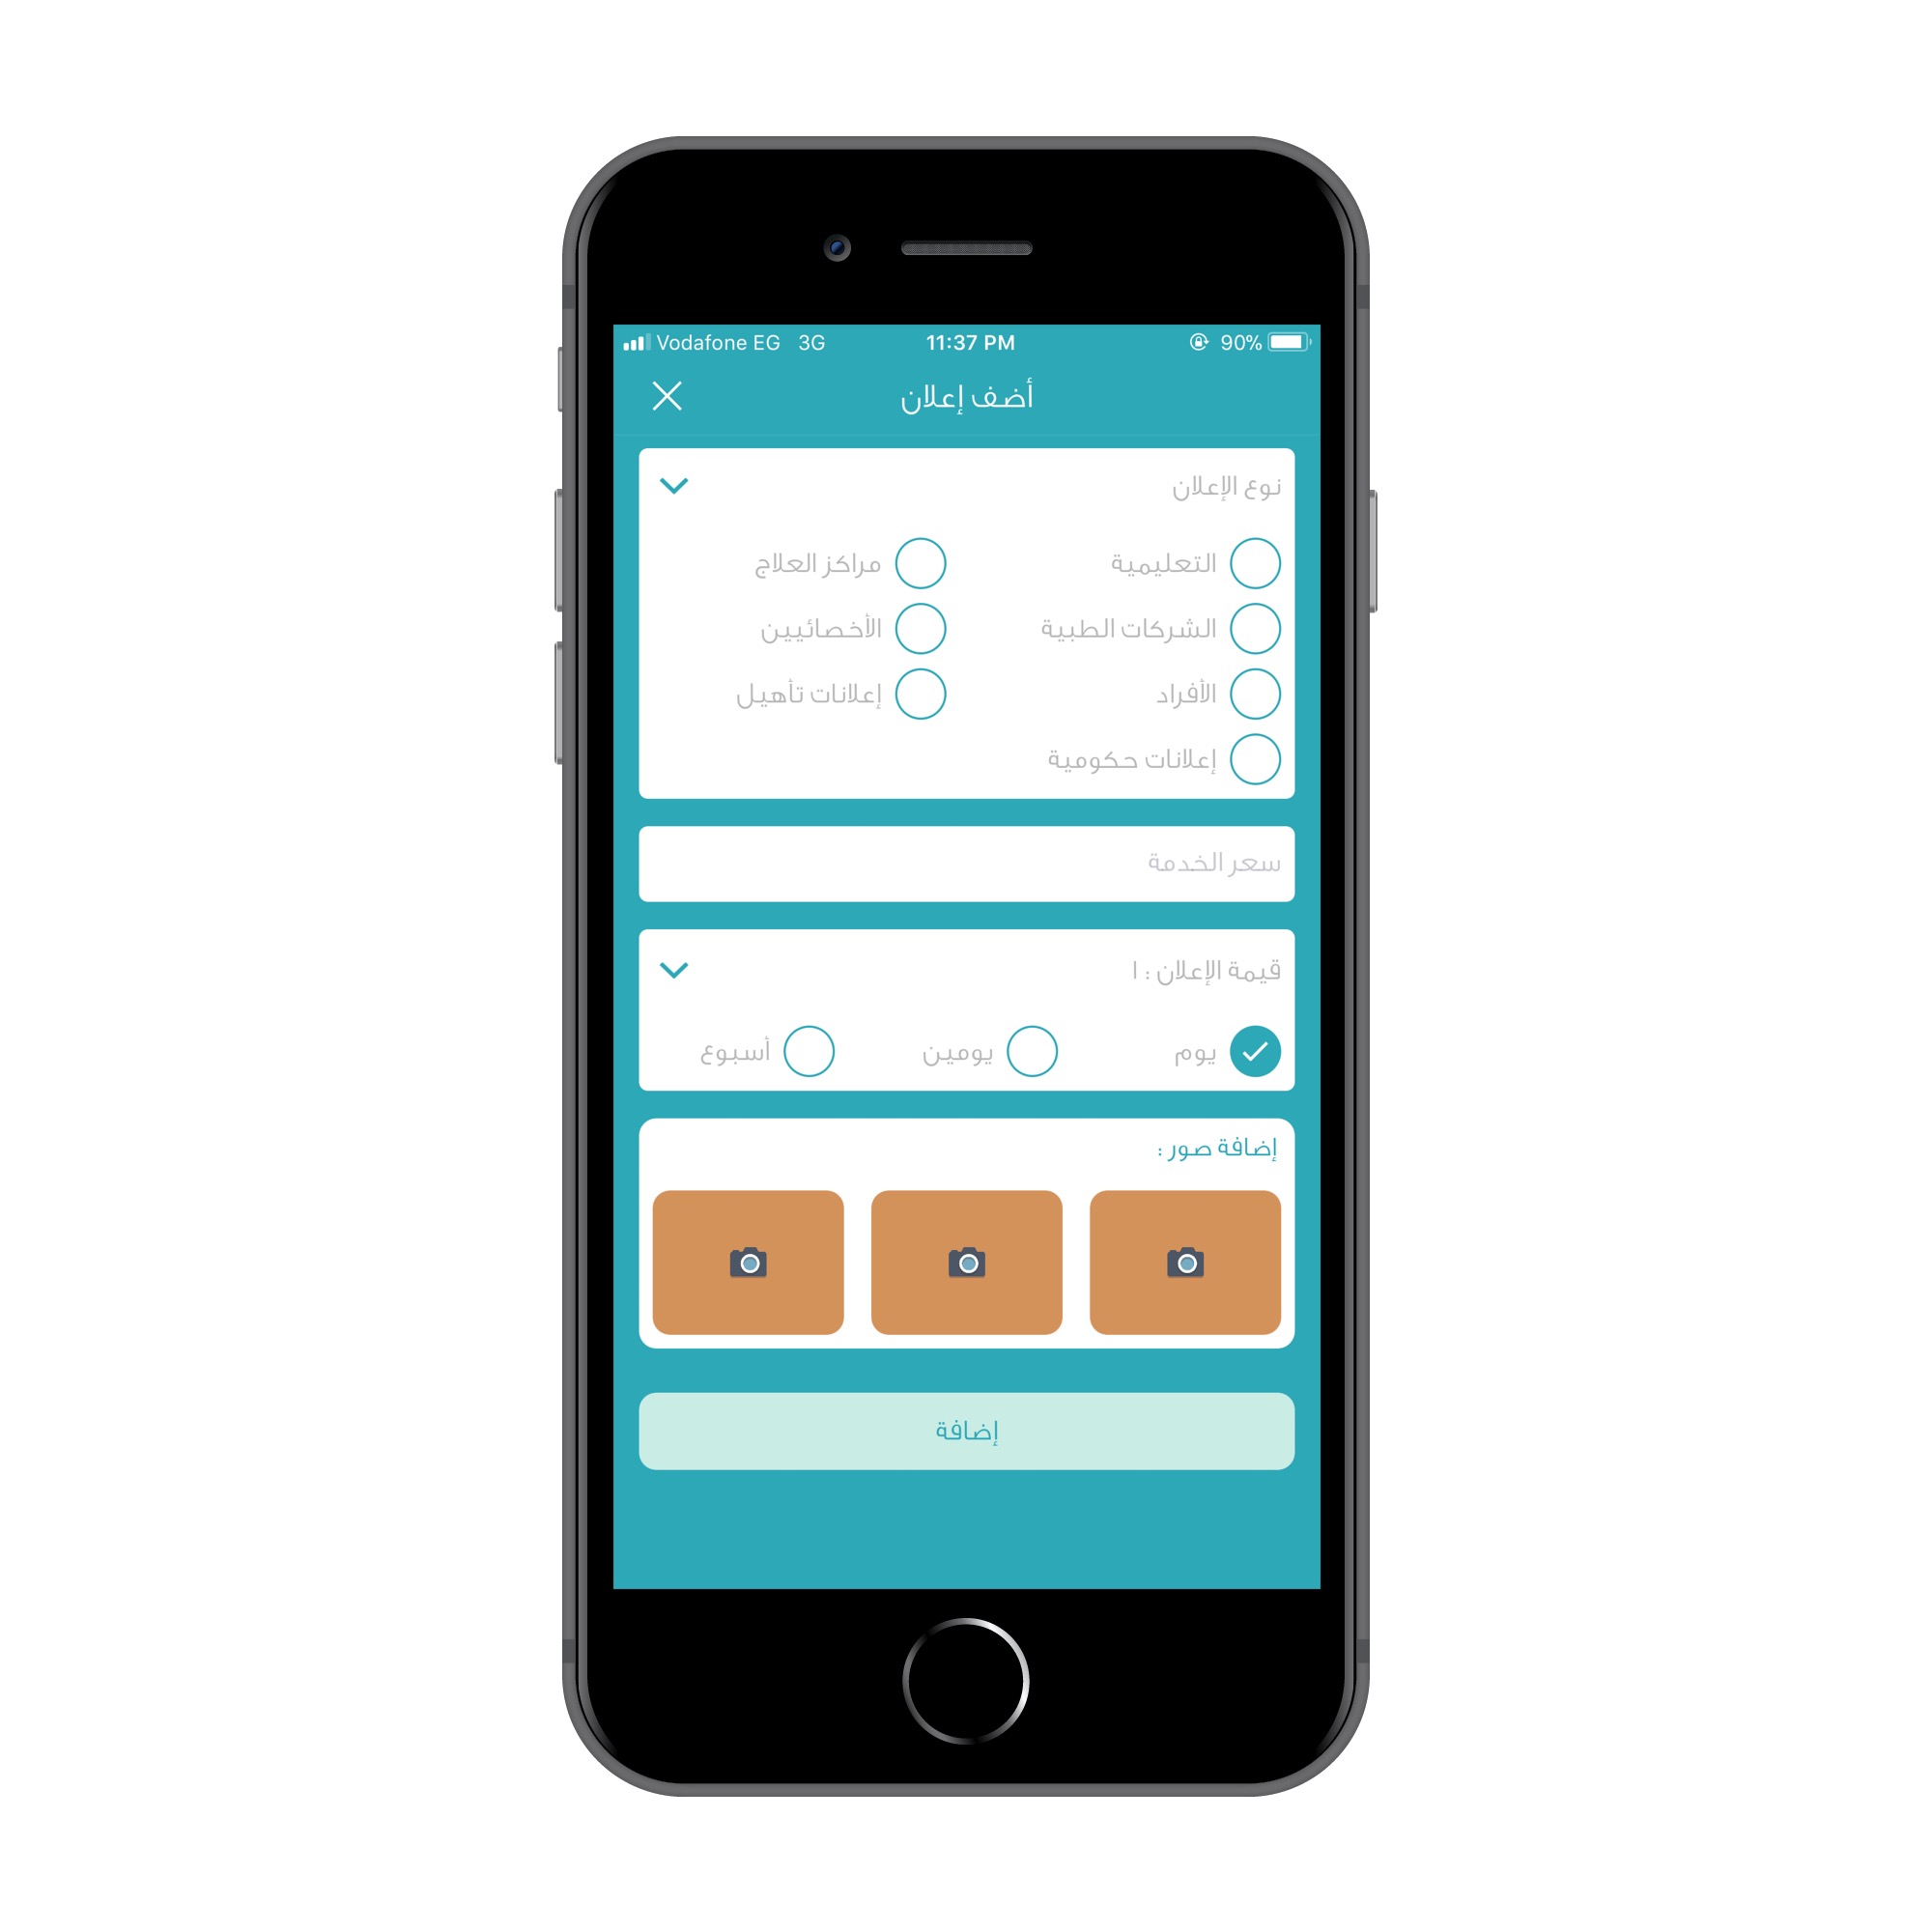 Vodafone EG 3G 11:37 PM 90%
أضف إعلان
نوع الإعلان
التعليمية مراكز العلاج
الشركات الطبية الأخصائيين
الأفراد إعلانات تأهيل
إعلانات حكومية
سعر الخدمة
قيمة الإعلان : ١
يوم يومين أسبوع
إضافة صور :
إضافة